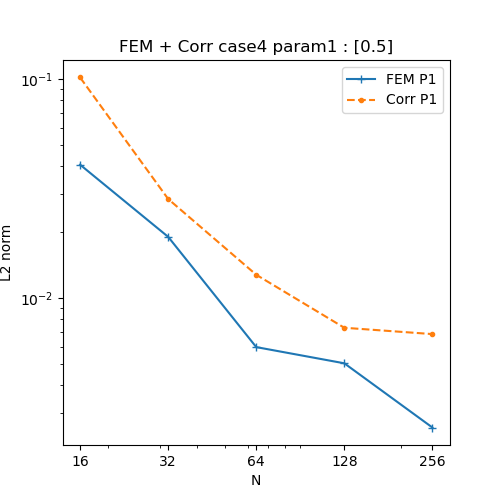 FEM + Corr case4 param1 : [0.5]
FEM P1
Corr P1
10⁻¹
10⁻²
L2 norm
16 32 64 128 256
N